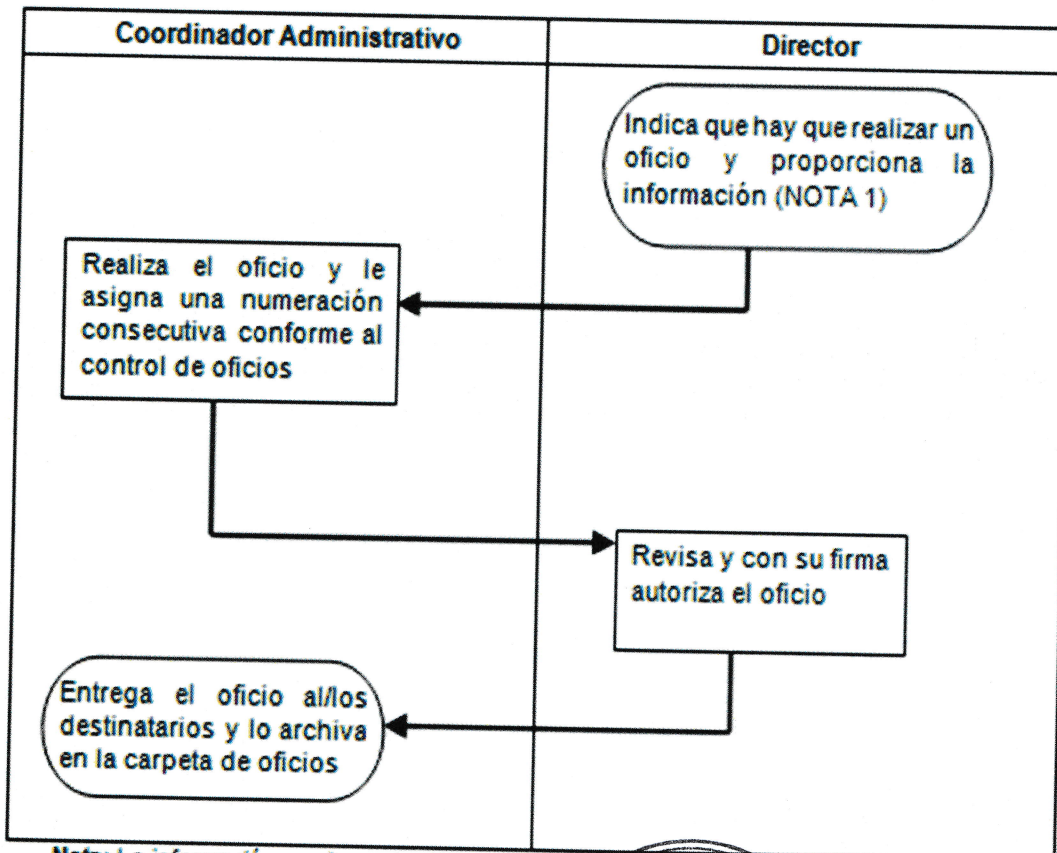 Coordinador Administrativo
Director
Indica que hay que realizar un
oficio y proporciona la
información (NOTA 1)
Realiza el oficio y le
asigna una numeración
consecutiva conforme al
control de oficios
Revisa y con su firma
autoriza el oficio
Entrega el oficio al/los
destinatarios y lo archiva
en la carpeta de oficios
Nota: La